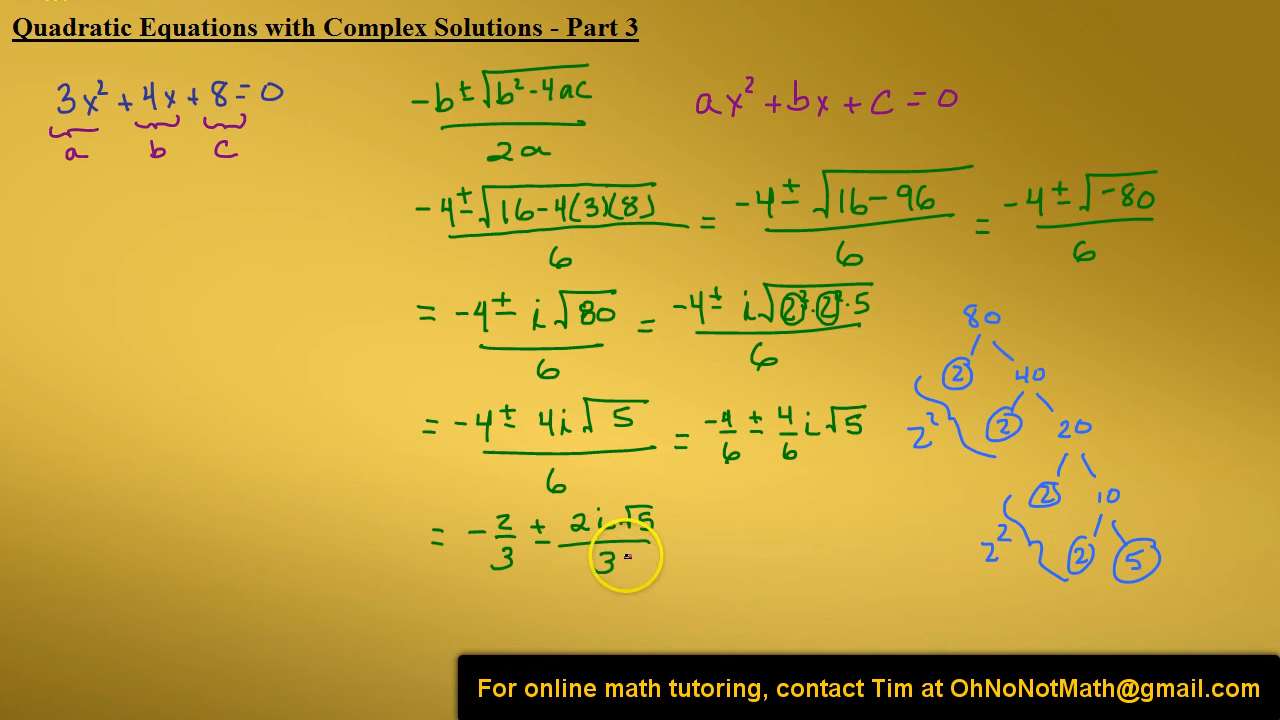 Quadratic Equations with Complex Solutions - Part 3
3x² + 4x + 8 = 0
a b c
-b ± √(b² - 4ac)
2a
ax² + bx + c = 0
-4 ± √(16 - 4(3)(8)) / 6 = -4 ± √(16 - 96) / 6 = -4 ± √(-80) / 6
= -4 ± i√80 / 6 = -4 ± i√(2² · 2² · 5) / 6
= -4 ± 4i√5 / 6 = -4/6 ± 4/6 i√5
= -2/3 ± 2i√5 / 3
80
2 40
2² 2 20
2 10
2² 2 5
For online math tutoring, contact Tim at OhNoNotMath@gmail.com